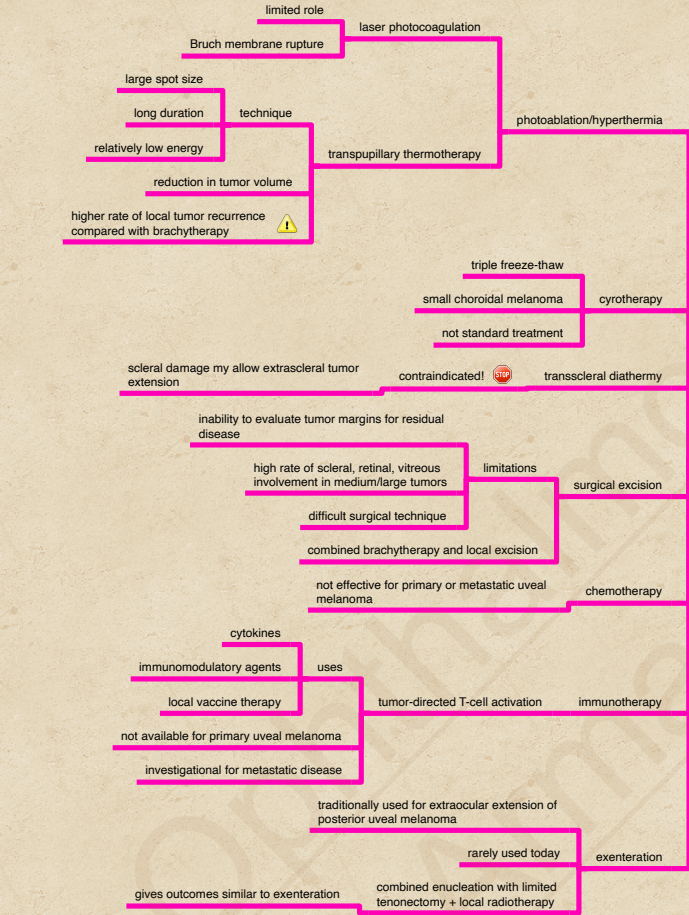 limited role
laser photocoagulation
Bruch membrane rupture
large spot size
long duration
technique
photoablation/hyperthermia
relatively low energy
transpupillary thermotherapy
reduction in tumor volume
higher rate of local tumor recurrence
compared with brachytherapy
triple freeze-thaw
small choroidal melanoma
cyrotherapy
not standard treatment
scleral damage my allow extrascleral tumor
extension
contraindicated!
STOP
transscleral diathermy
inability to evaluate tumor margins for residual
disease
high rate of scleral, retinal, vitreous
involvement in medium/large tumors
limitations
surgical excision
difficult surgical technique
combined brachytherapy and local excision
not effective for primary or metastatic uveal
melanoma
chemotherapy
cytokines
immunomodulatory agents
uses
local vaccine therapy
tumor-directed T-cell activation
immunotherapy
not available for primary uveal melanoma
investigational for metastatic disease
traditionally used for extraocular extension of
posterior uveal melanoma
rarely used today
exenteration
gives outcomes similar to exenteration
combined enucleation with limited
tenonectomy + local radiotherapy